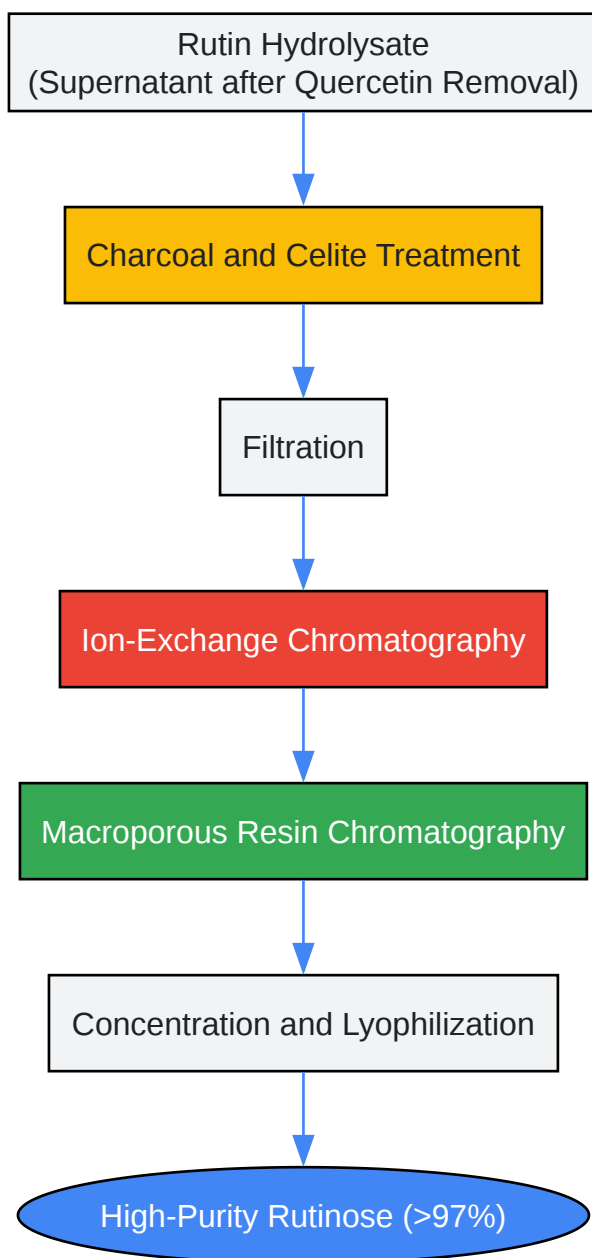 Rutin Hydrolysate
(Supernatant after Quercetin Removal)
Charcoal and Celite Treatment
Filtration
Ion-Exchange Chromatography
Macroporous Resin Chromatography
Concentration and Lyophilization
High-Purity Rutinose (>97%)